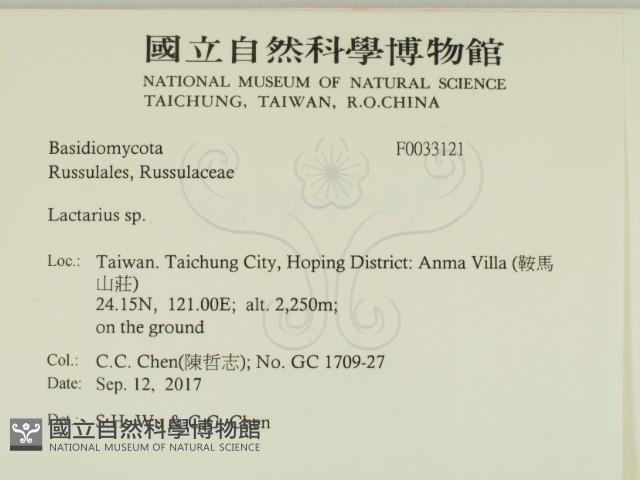 國立自然科學博物館
NATIONAL MUSEUM OF NATURAL SCIENCE
TAICHUNG, TAIWAN, R.O.CHINA
Basidiomycota F0033121
Russulales, Russulaceae
Lactarius sp.
Loc.: Taiwan. Taichung City, Hoping District: Anma Villa (鞍馬
山莊)
24.15N, 121.00E; alt. 2,250m;
on the ground
Col.: C.C. Chen(陳哲志); No. GC 1709-27
Date: Sep. 12, 2017
Det.: S.H. Wu & C.C. Chen
國立自然科學博物館
NATIONAL MUSEUM OF NATURAL SCIENCE